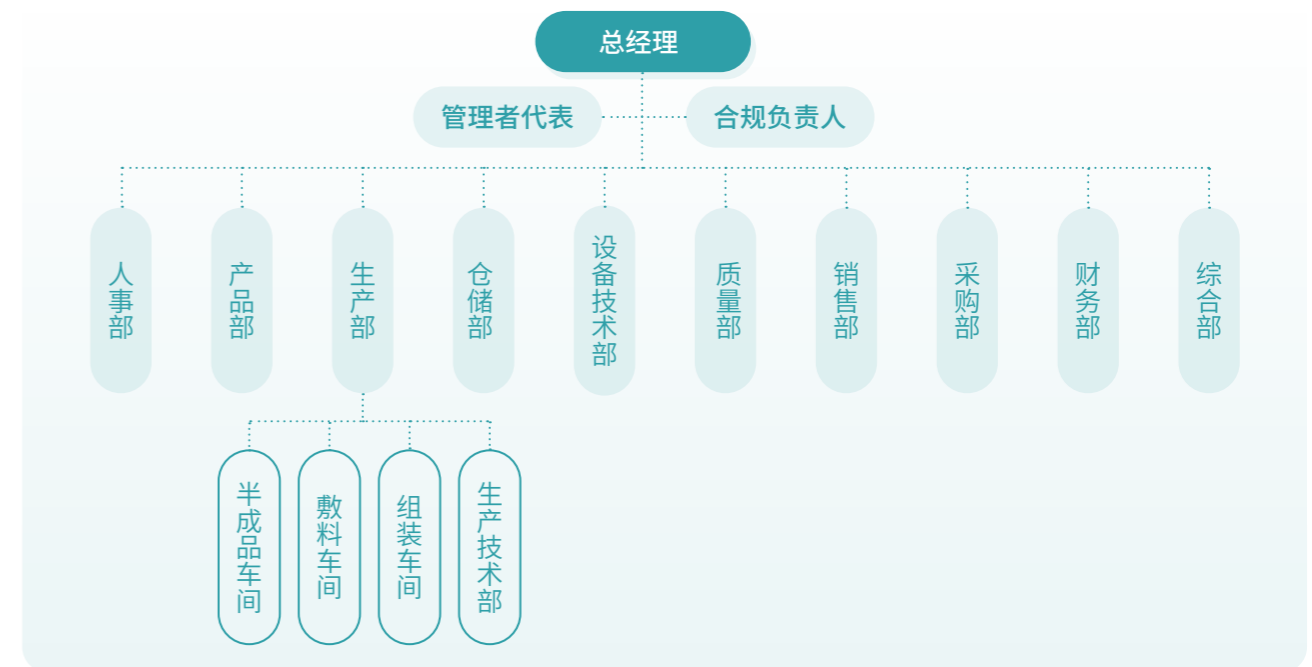 总经理
管理者代表
合规负责人
人事部
产品部
生产部
仓储部
设备技术部
质量部
销售部
采购部
财务部
综合部
半成品车间
敷料车间
组装车间
生产技术部